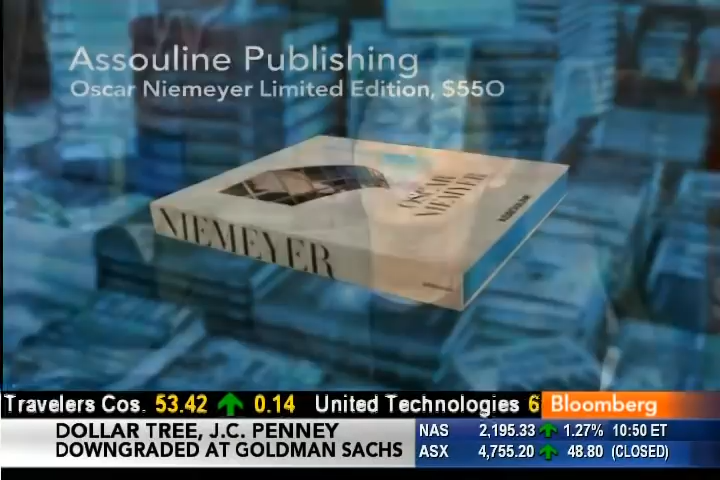 Assouline Publishing
Oscar Niemeyer Limited Edition, $550
OSCAR
NIEMEYER
NIEMEYER
Travelers Cos. 53.42 0.14 United Technologies 6
Bloomberg
DOLLAR TREE, J.C. PENNEY
DOWNGRADED AT GOLDMAN SACHS
NAS 2,195.33 1.27% 10:50 ET
ASX 4,755.20 48.80 (CLOSED)